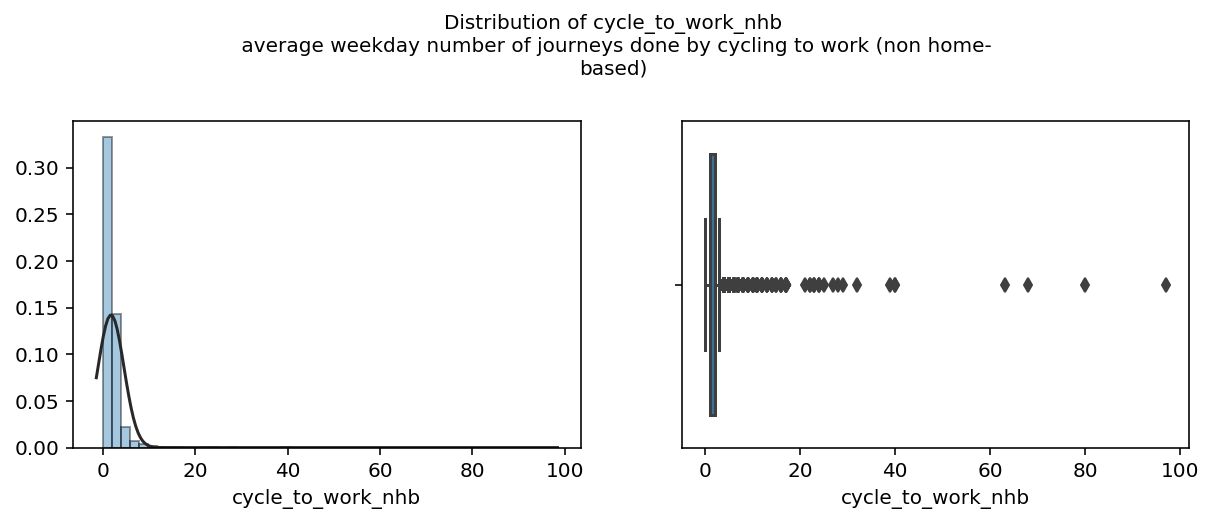 Distribution of cycle_to_work_nhb
average weekday number of journeys done by cycling to work (non home-
based)
0.30
0.25
0.20
0.15
0.10
0.05
0.00
0 20 40 60 80 100
cycle_to_work_nhb
0 20 40 60 80 100
cycle_to_work_nhb